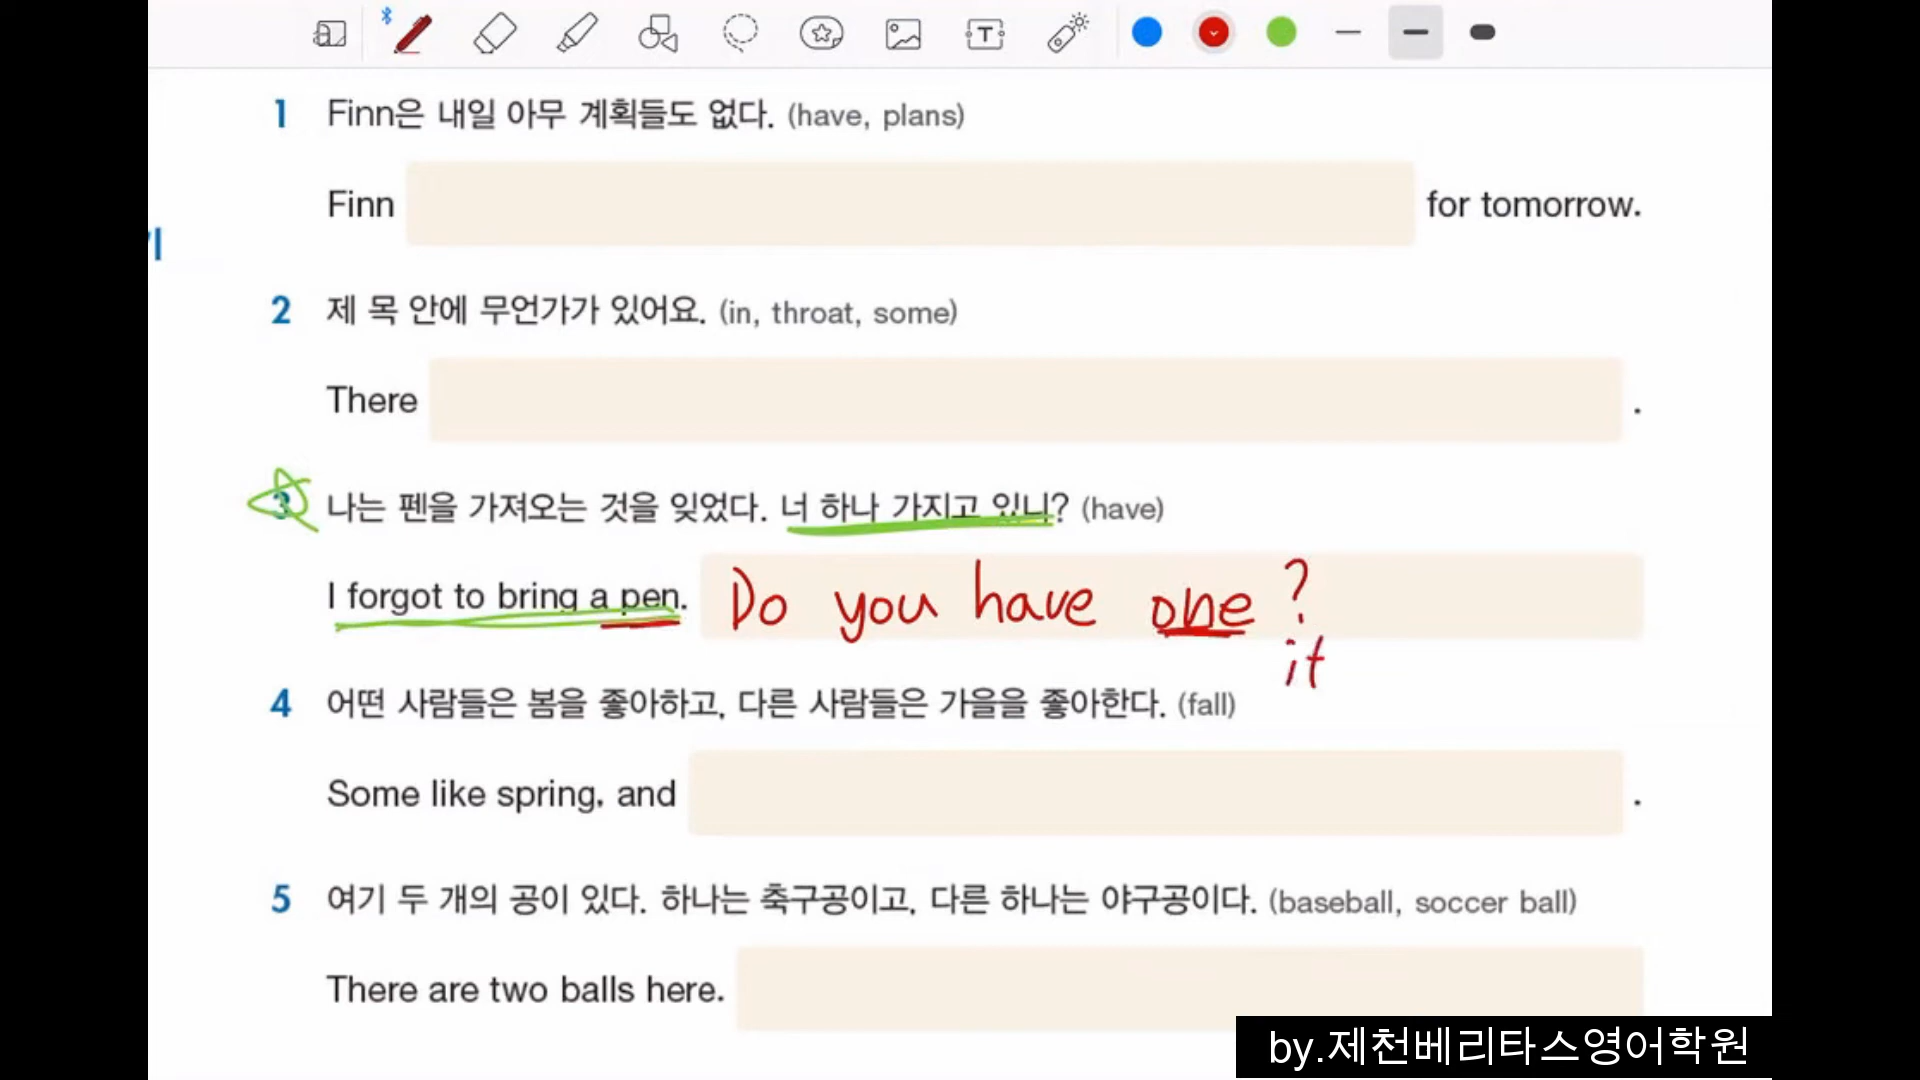 1 Finn은 내일 아무 계획들도 없다. (have, plans)
Finn for tomorrow.
기
2 제 목 안에 무언가가 있어요. (in, throat, some)
There .
3 나는 펜을 가져오는 것을 잊었다. 너 하나 가지고 있니? (have)
I forgot to bring a pen. Do you have one ?
it
4 어떤 사람들은 봄을 좋아하고, 다른 사람들은 가을을 좋아한다. (fall)
Some like spring, and .
5 여기 두 개의 공이 있다. 하나는 축구공이고, 다른 하나는 야구공이다. (baseball, soccer ball)
There are two balls here.
by.제천베리타스영어학원